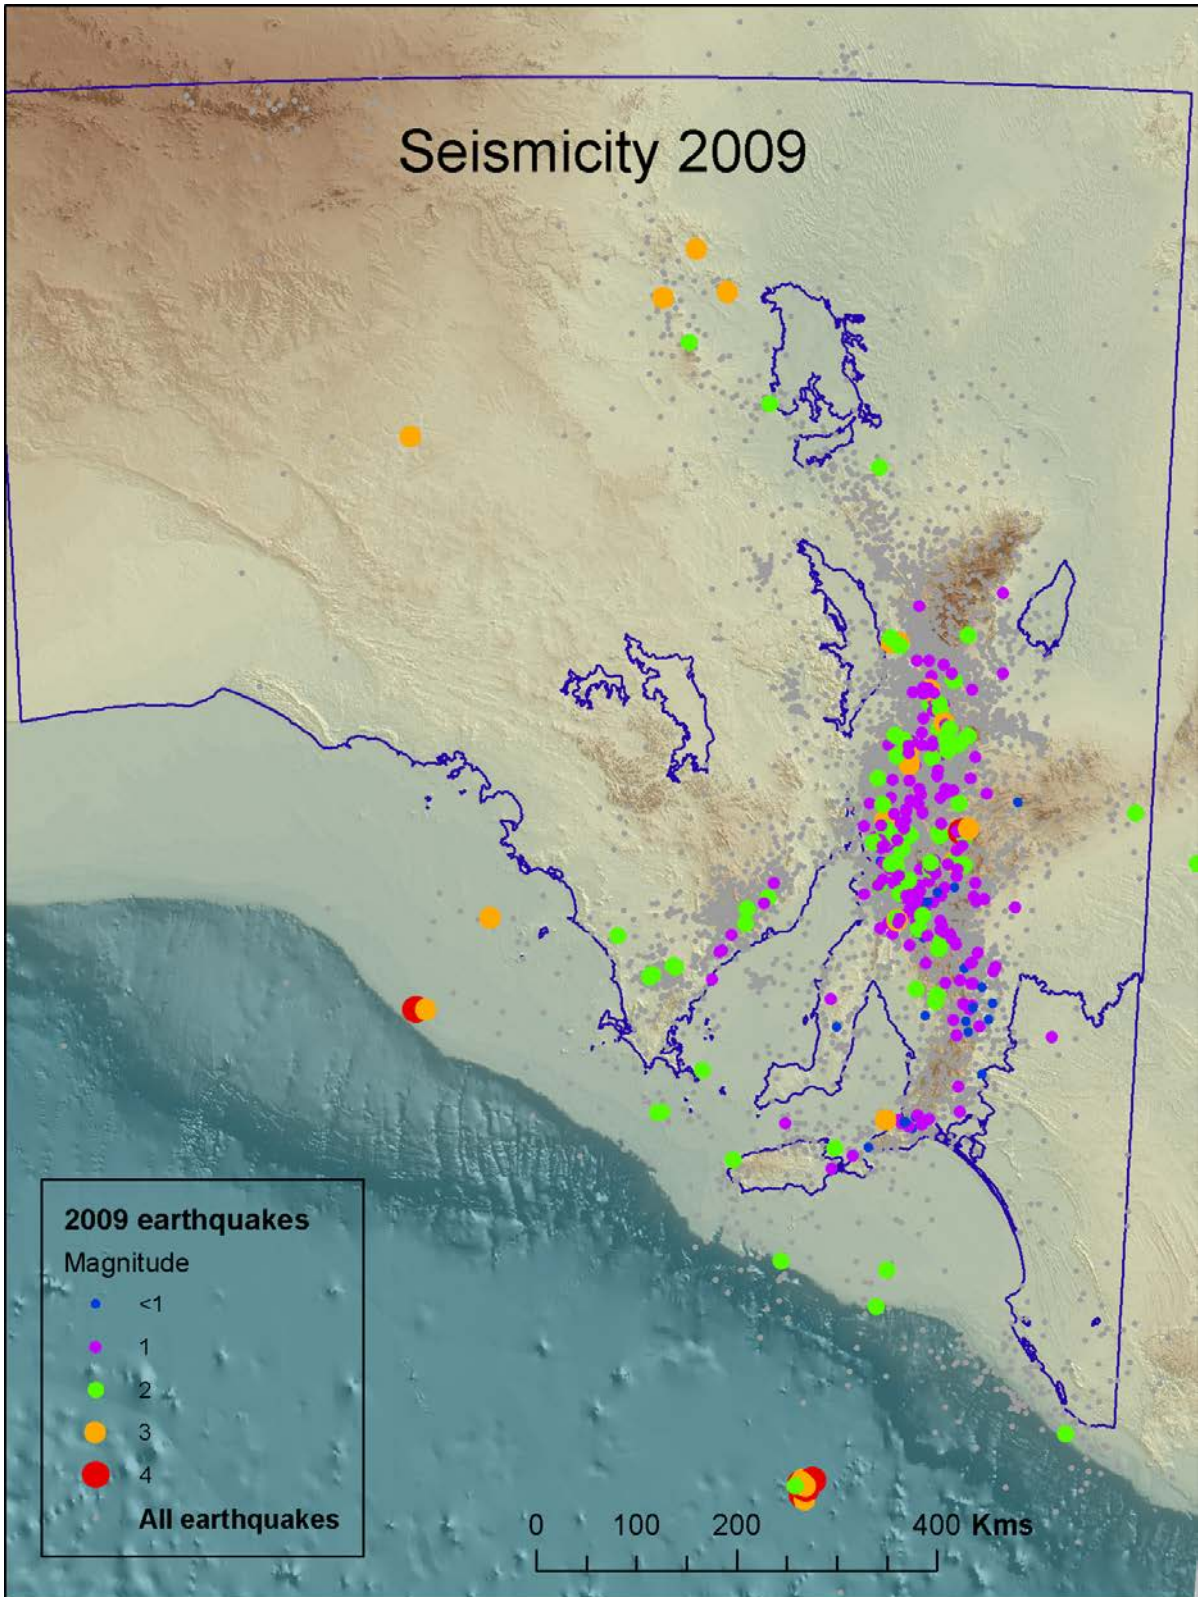 Seismicity 2009
2009 earthquakes
Magnitude
<1
1
2
3
4
All earthquakes
0 100 200 400 Kms